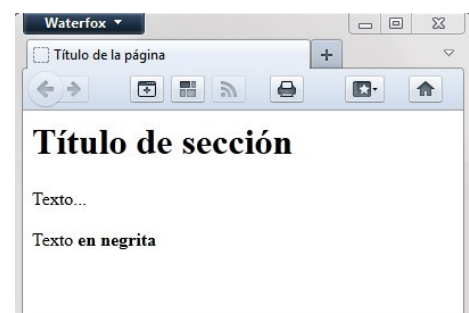 Waterfox
Título de la página
Título de sección
Texto...
Texto en negrita